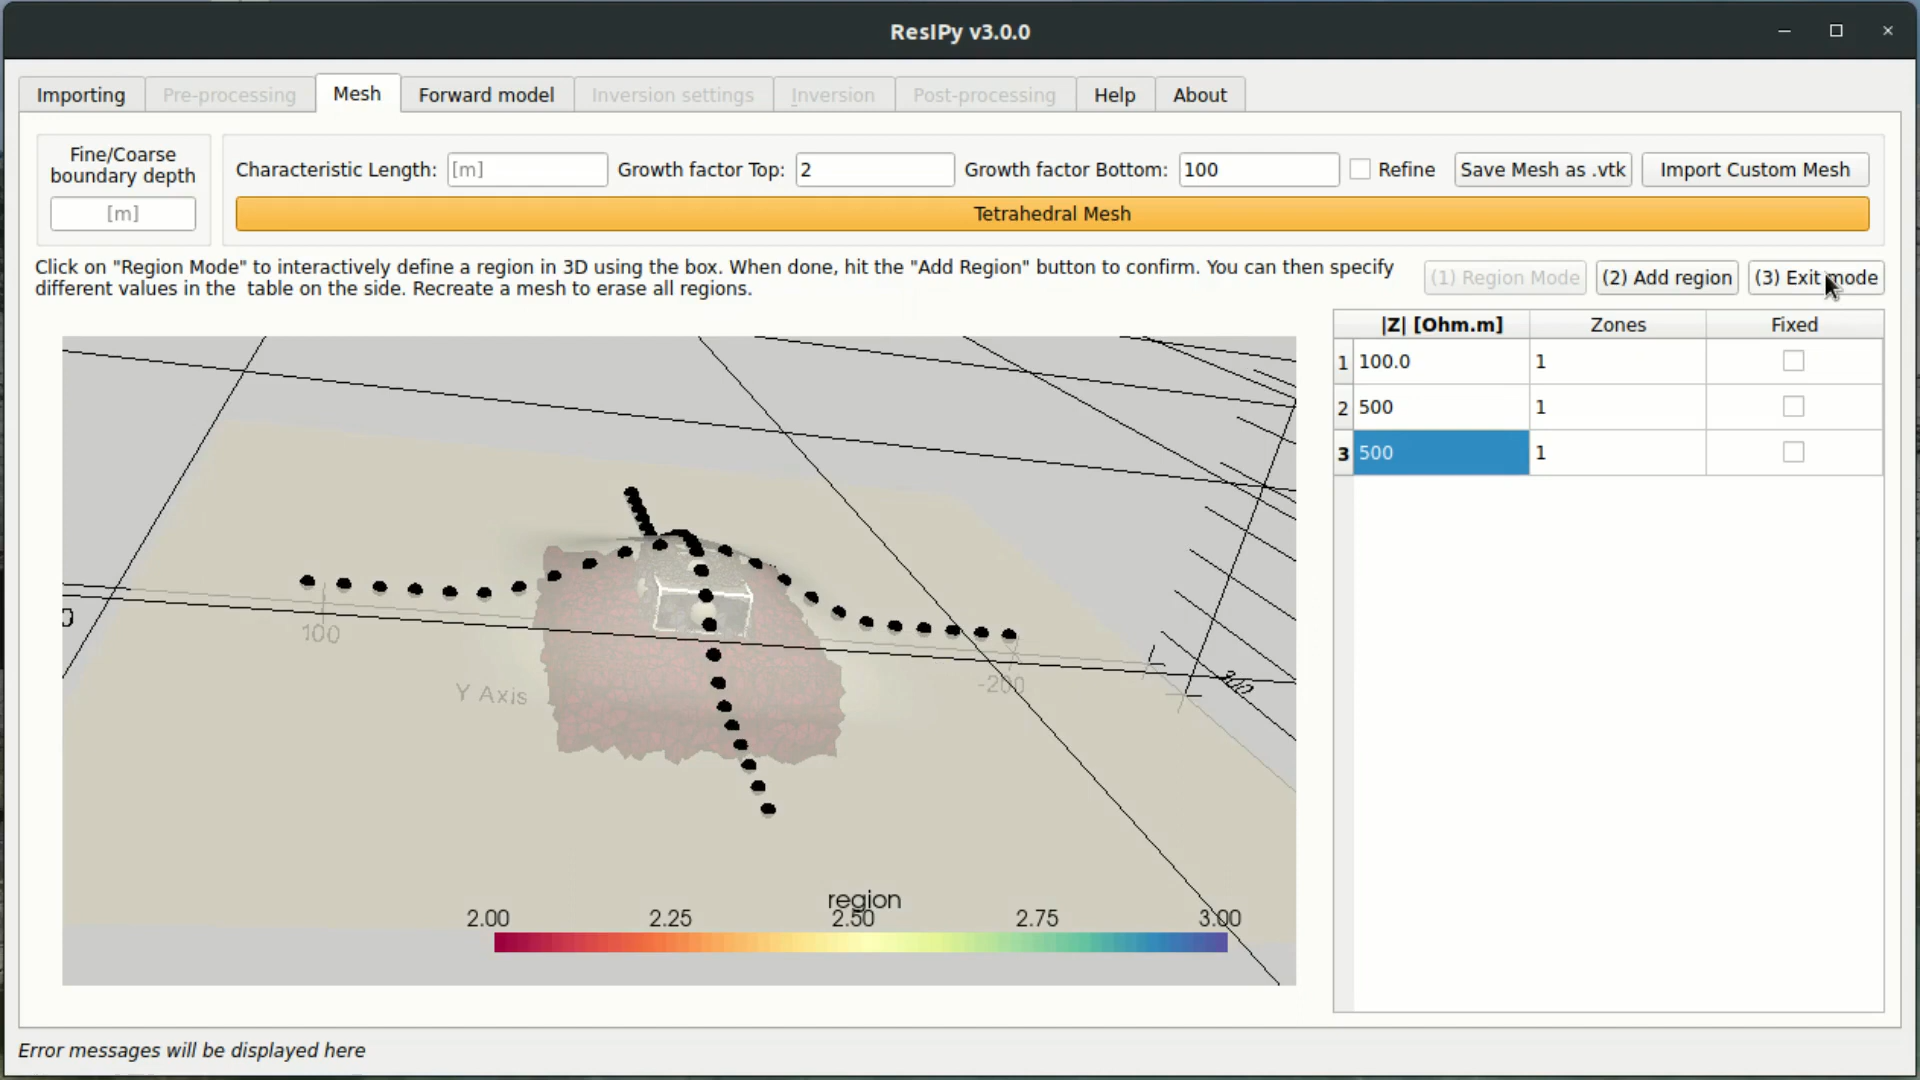 ResIPy v3.0.0
Importing Pre-processing Mesh Forward model Inversion settings Inversion Post-processing Help About
Fine/Coarse
boundary depth
[m]
Characteristic Length: [m] Growth factor Top: 2 Growth factor Bottom: 100 Refine Save Mesh as .vtk Import Custom Mesh
Tetrahedral Mesh
Click on "Region Mode" to interactively define a region in 3D using the box. When done, hit the "Add Region" button to confirm. You can then specify
different values in the table on the side. Recreate a mesh to erase all regions.
(1) Region Mode (2) Add region (3) Exit mode
|Z| [Ohm.m] Zones Fixed
1 100.0 1
2 500 1
3 500 1
100
Y Axis
-200
region
2.00 2.25 2.50 2.75 3.00
Error messages will be displayed here